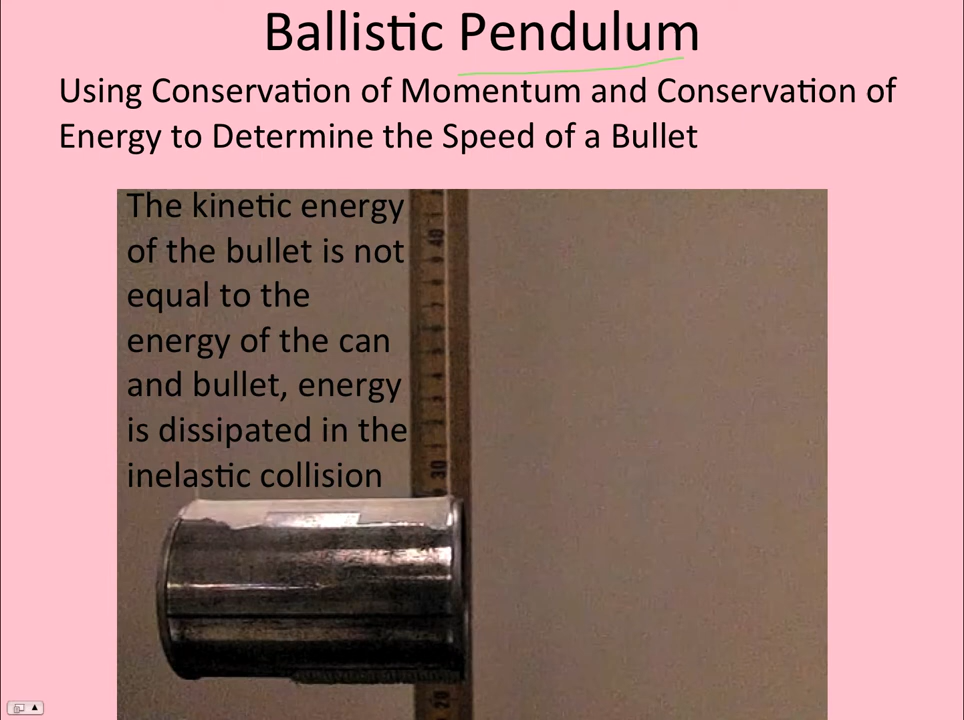 Ballistic Pendulum
Using Conservation of Momentum and Conservation of
Energy to Determine the Speed of a Bullet
The kinetic energy
of the bullet is not
equal to the
energy of the can
and bullet, energy
is dissipated in the
inelastic collision
40
30
20